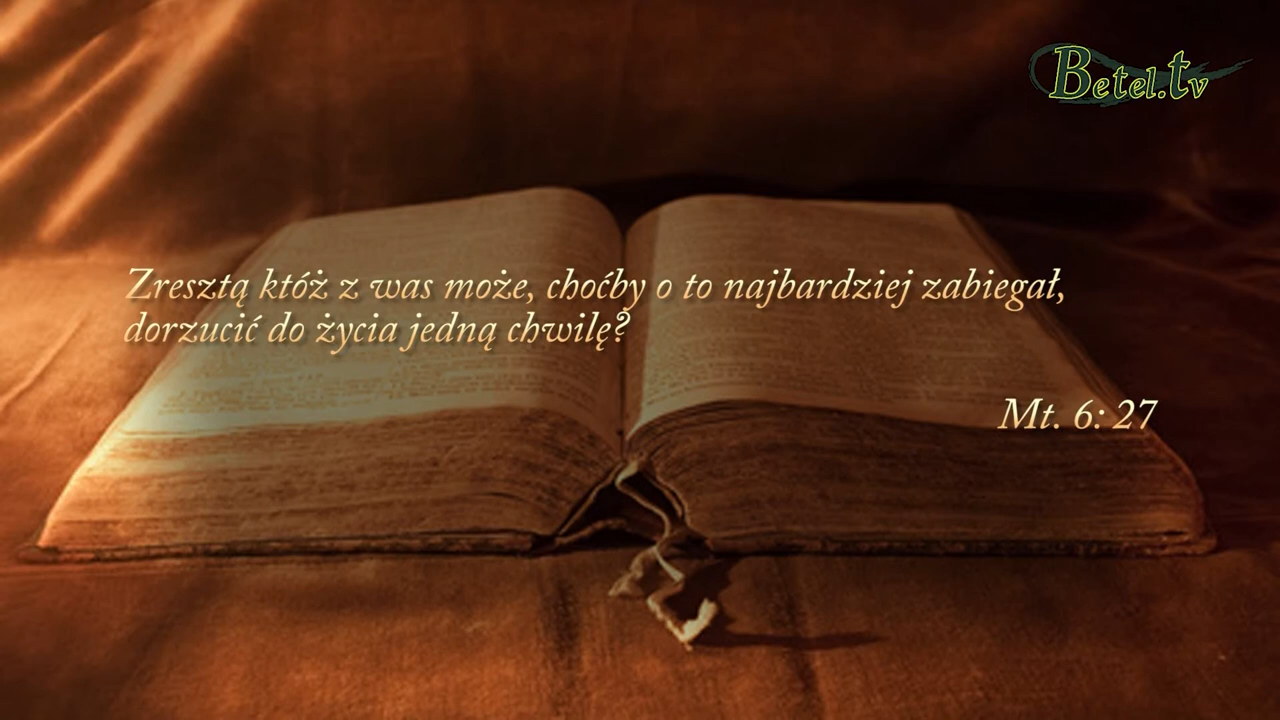 Betel.tv
Zresztą któż z was może, choćby o to najbardziej zabiegał,
dorzucić do życia jedną chwilę?
Mt. 6: 27